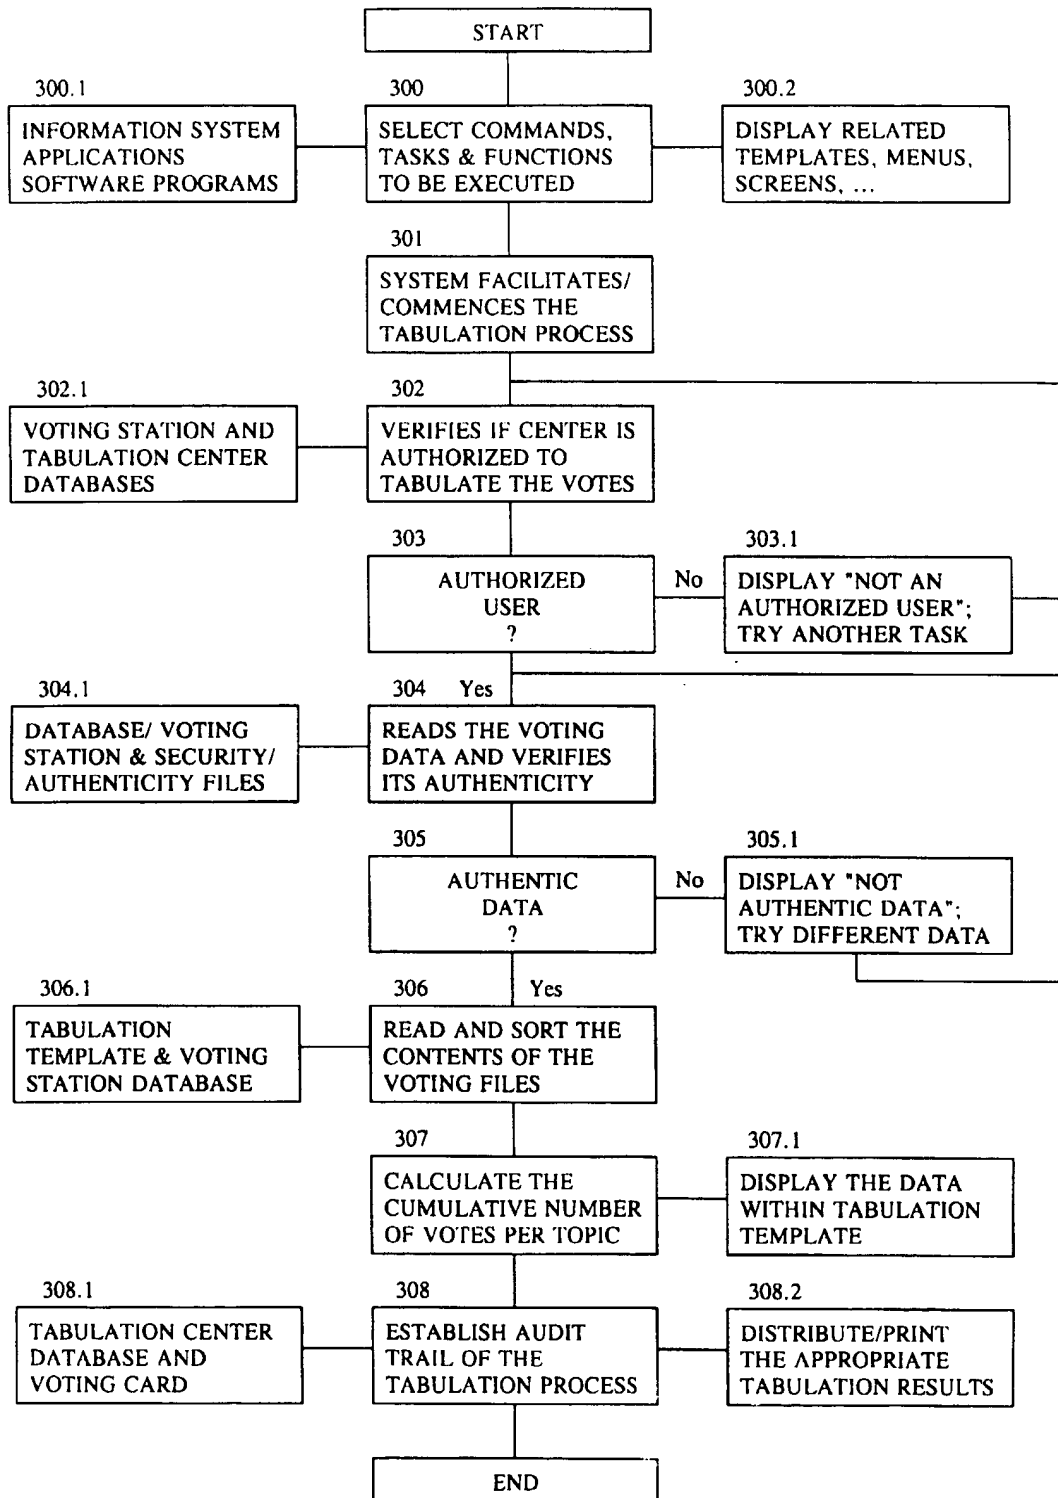 START
300.1
INFORMATION SYSTEM
APPLICATIONS
SOFTWARE PROGRAMS
300
SELECT COMMANDS,
TASKS & FUNCTIONS
TO BE EXECUTED
300.2
DISPLAY RELATED
TEMPLATES, MENUS,
SCREENS, ...
301
SYSTEM FACILITATES/
COMMENCES THE
TABULATION PROCESS
302.1
VOTING STATION AND
TABULATION CENTER
DATABASES
302
VERIFIES IF CENTER IS
AUTHORIZED TO
TABULATE THE VOTES
303
AUTHORIZED
USER
?
No
303.1
DISPLAY "NOT AN
AUTHORIZED USER";
TRY ANOTHER TASK
304.1
DATABASE/ VOTING
STATION & SECURITY/
AUTHENTICITY FILES
304 Yes
READS THE VOTING
DATA AND VERIFIES
ITS AUTHENTICITY
305
AUTHENTIC
DATA
?
No
305.1
DISPLAY "NOT
AUTHENTIC DATA";
TRY DIFFERENT DATA
306.1
TABULATION
TEMPLATE & VOTING
STATION DATABASE
306 Yes
READ AND SORT THE
CONTENTS OF THE
VOTING FILES
307
CALCULATE THE
CUMULATIVE NUMBER
OF VOTES PER TOPIC
307.1
DISPLAY THE DATA
WITHIN TABULATION
TEMPLATE
308.1
TABULATION CENTER
DATABASE AND
VOTING CARD
308
ESTABLISH AUDIT
TRAIL OF THE
TABULATION PROCESS
308.2
DISTRIBUTE/PRINT
THE APPROPRIATE
TABULATION RESULTS
END